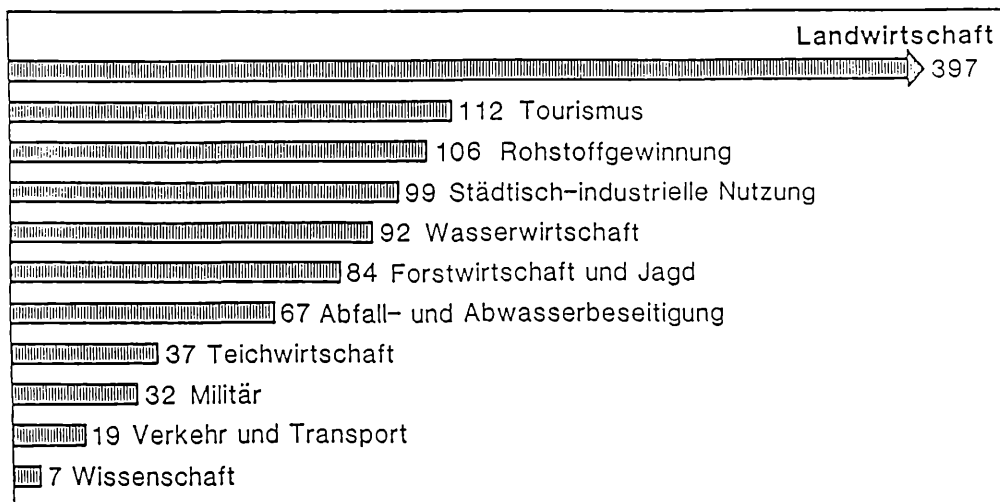 Landwirtschaft
397
112 Tourismus
106 Rohstoffgewinnung
99 Städtisch-industrielle Nutzung
92 Wasserwirtschaft
84 Forstwirtschaft und Jagd
67 Abfall- und Abwasserbeseitigung
37 Teichwirtschaft
32 Militär
19 Verkehr und Transport
7 Wissenschaft